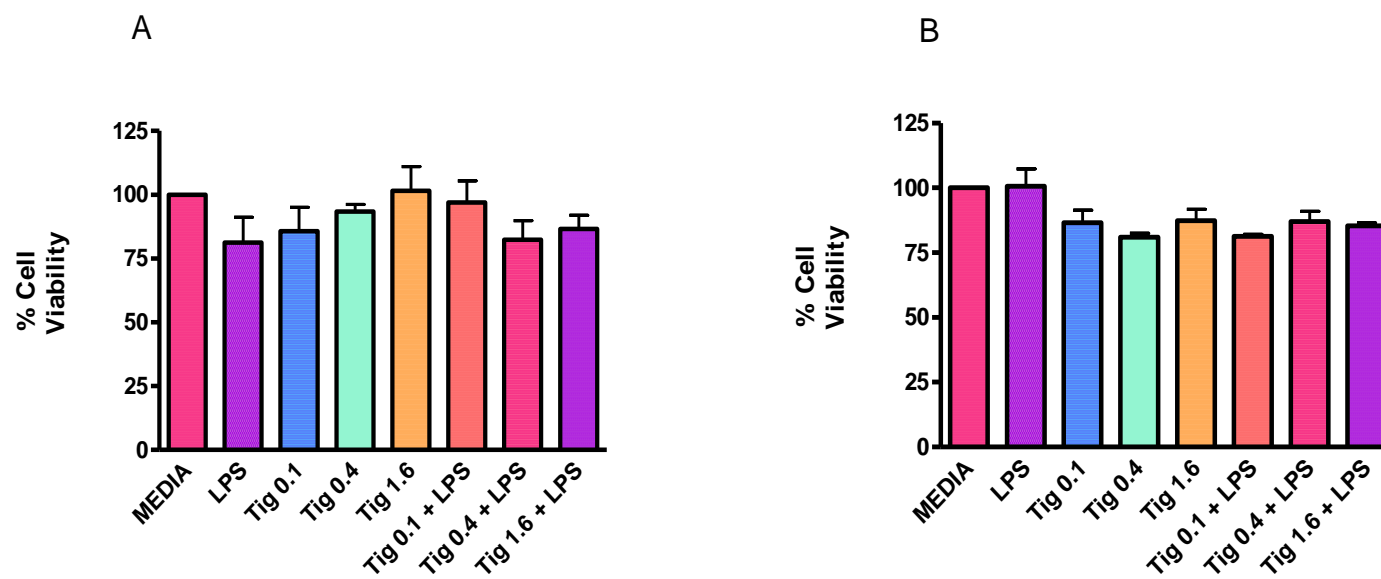 A
% Cell
Viability
125
100
75
50
25
0
MEDIA
LPS
Tig 0.1
Tig 0.4
Tig 1.6
Tig 0.1 + LPS
Tig 0.4 + LPS
Tig 1.6 + LPS
B
% Cell
Viability
125
100
75
50
25
0
MEDIA
LPS
Tig 0.1
Tig 0.4
Tig 1.6
Tig 0.1 + LPS
Tig 0.4 + LPS
Tig 1.6 + LPS